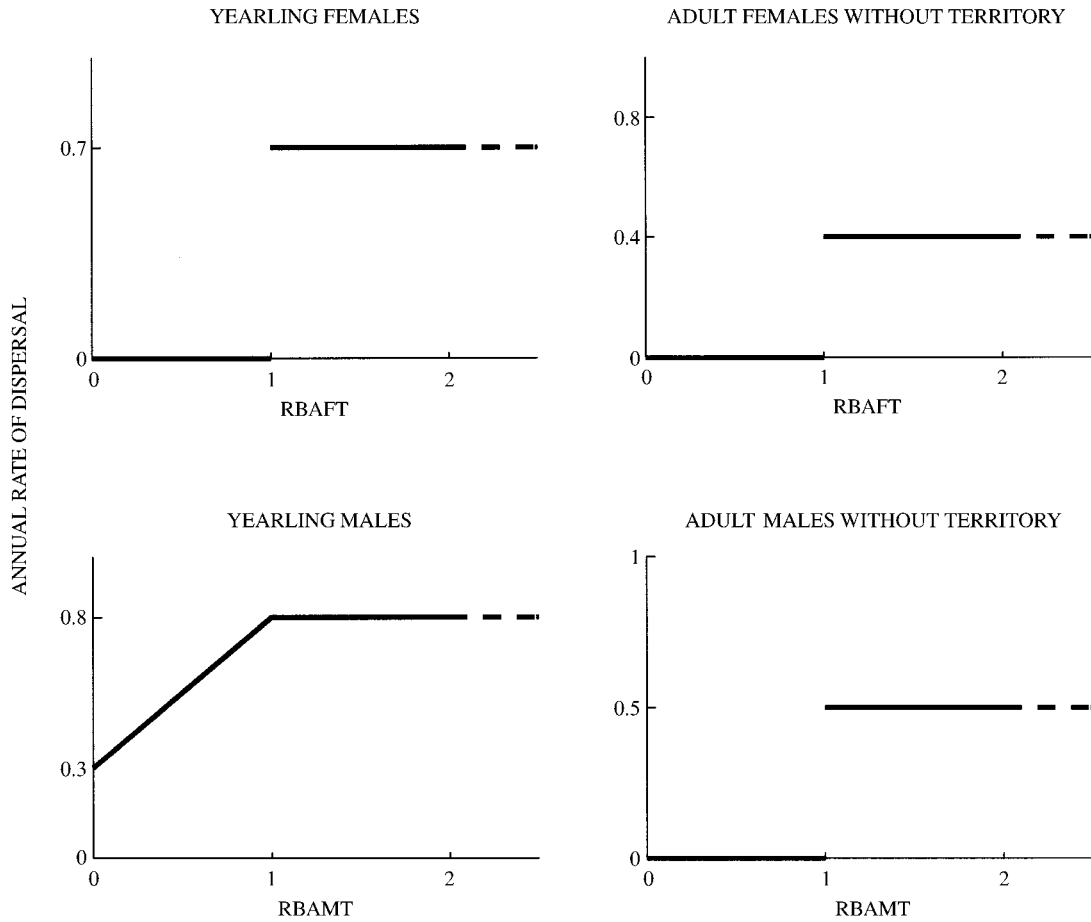 YEARLING FEMALES
ADULT FEMALES WITHOUT TERRITORY
ANNUAL RATE OF DISPERSAL
0.7
0
0 1 2
RBAFT
0.8
0.4
0
0 1 2
RBAFT
YEARLING MALES
ADULT MALES WITHOUT TERRITORY
0.8
0.3
0
0 1 2
RBAMT
1
0.5
0
0 1 2
RBAMT